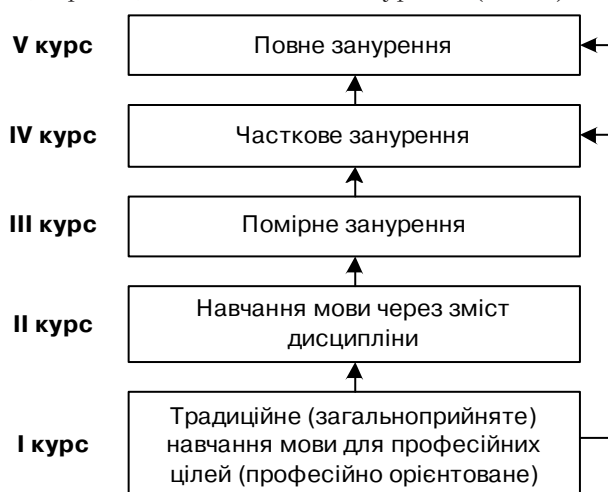 V курс
Повне занурення
IV курс
Часткове занурення
III курс
Помірне занурення
II курс
Навчання мови через зміст
дисципліни
I курс
Традиційне (загальноприйняте)
навчання мови для професійних
цілей (професійно орієнтоване)